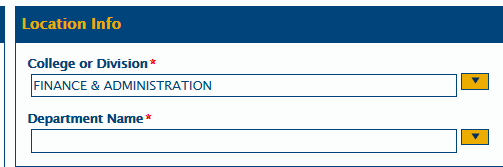 Location Info
College or Division*
FINANCE & ADMINISTRATION
Department Name*